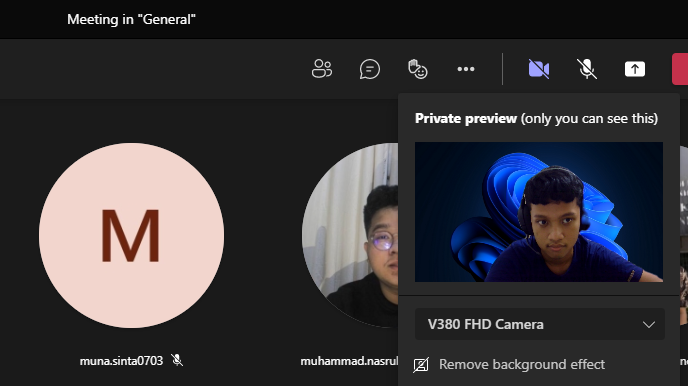 Meeting in "General"
Private preview (only you can see this)
M
V380 FHD Camera
muna.sinta0703
muhammad.nasrul
Remove background effect